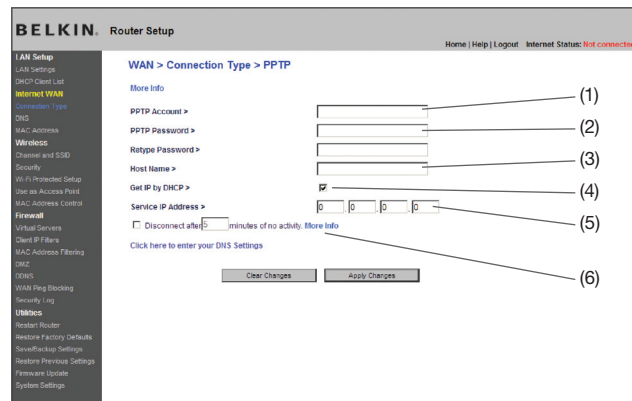 BELKIN. Router Setup
Home | Help | Logout Internet Status: Not connected
LAN Setup
LAN Settings
DHCP Client List
Internet WAN
Connection Type
DNS
MAC Address
Wireless
Channel and SSID
Security
Wi-Fi Protected Setup
Use as Access Point
MAC Address Control
Firewall
Virtual Servers
Client IP Filters
MAC Address Filtering
DMZ
DDNS
WAN Ping Blocking
Security Log
Utilities
Restart Router
Restore Factory Defaults
Save/Backup Settings
Restore Previous Settings
Firmware Update
System Settings
WAN > Connection Type > PPTP
More Info
PPTP Account > (1)
PPTP Password > (2)
Retype Password >
Host Name > (3)
Get IP by DHCP > (4)
Service IP Address > 0 . 0 . 0 . 0 (5)
Disconnect after 5 minutes of no activity. More Info
Click here to enter your DNS Settings (6)
Clear Changes Apply Changes